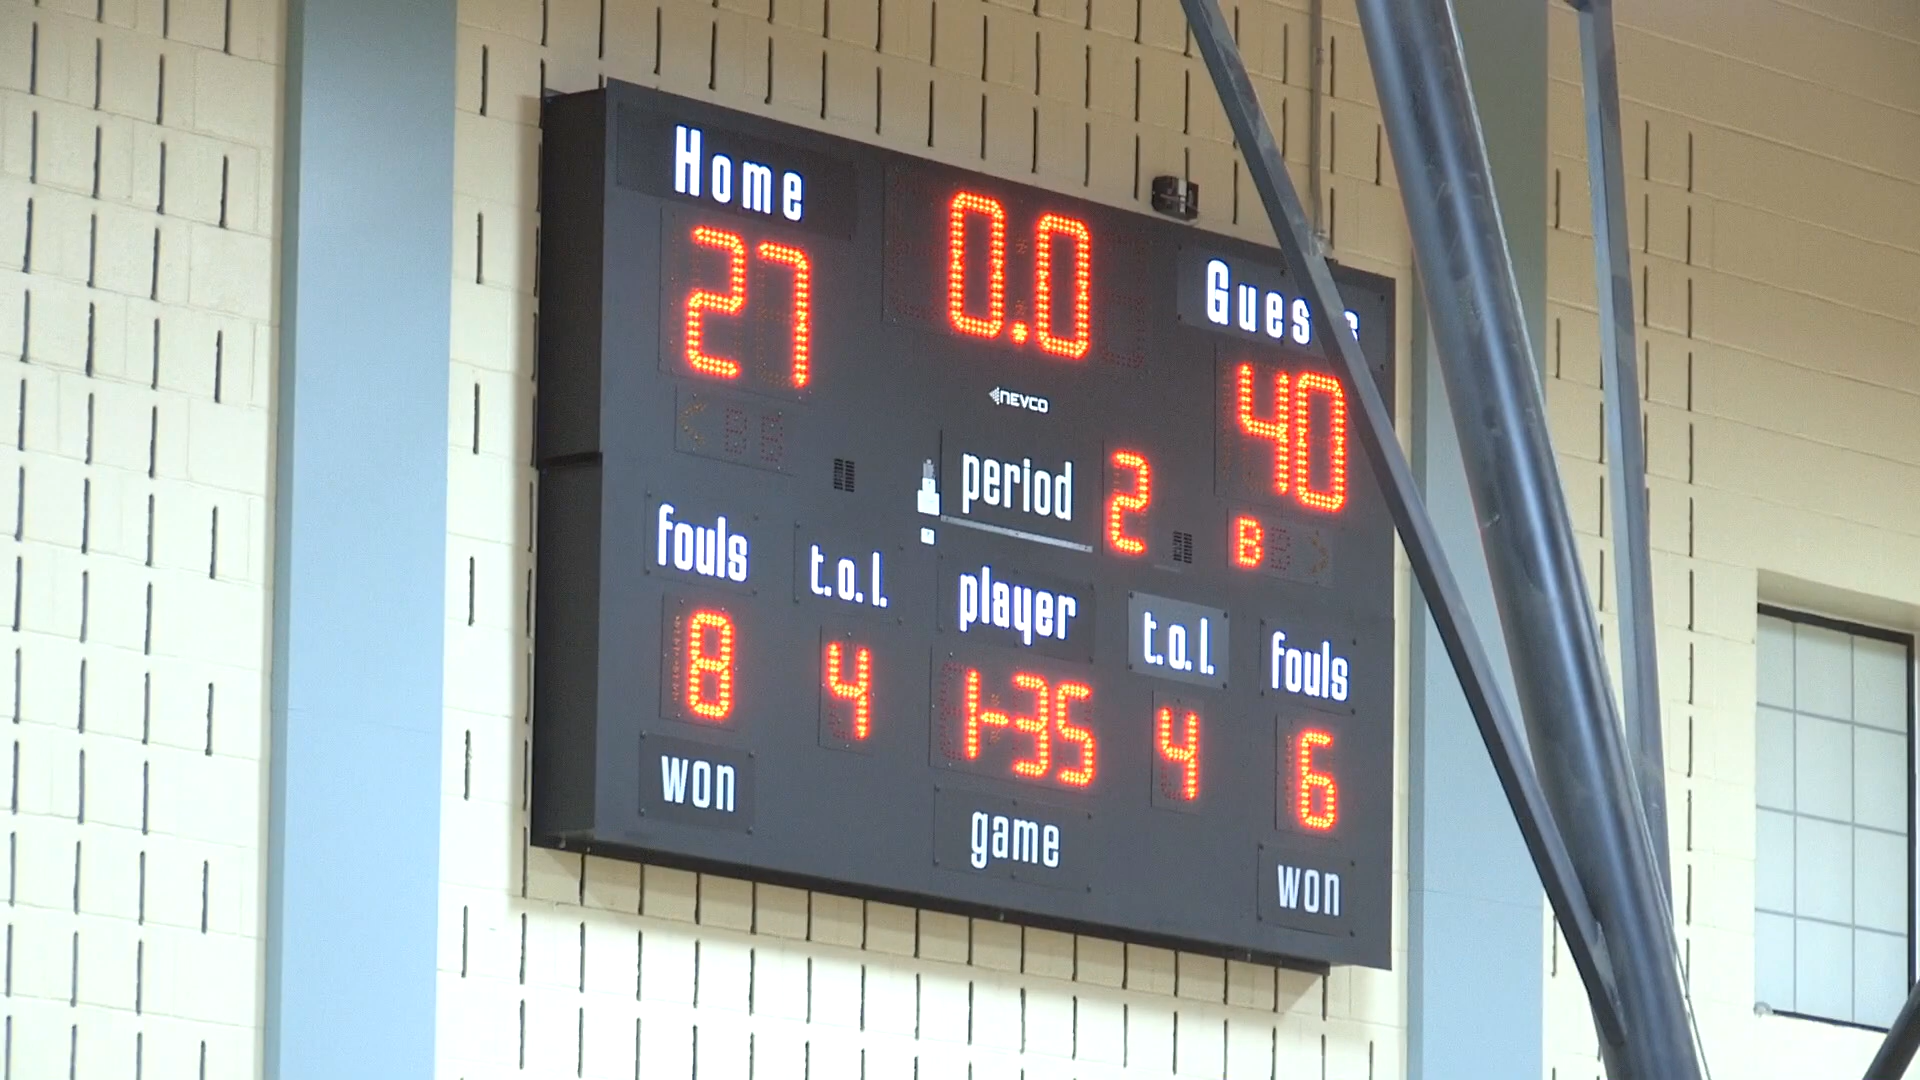 Home
0.0
Guests
27
40
NEVCO
period 2
B
fouls
t.o.l.
player
t.o.l.
fouls
8
4
1-35
4
6
won
game
won